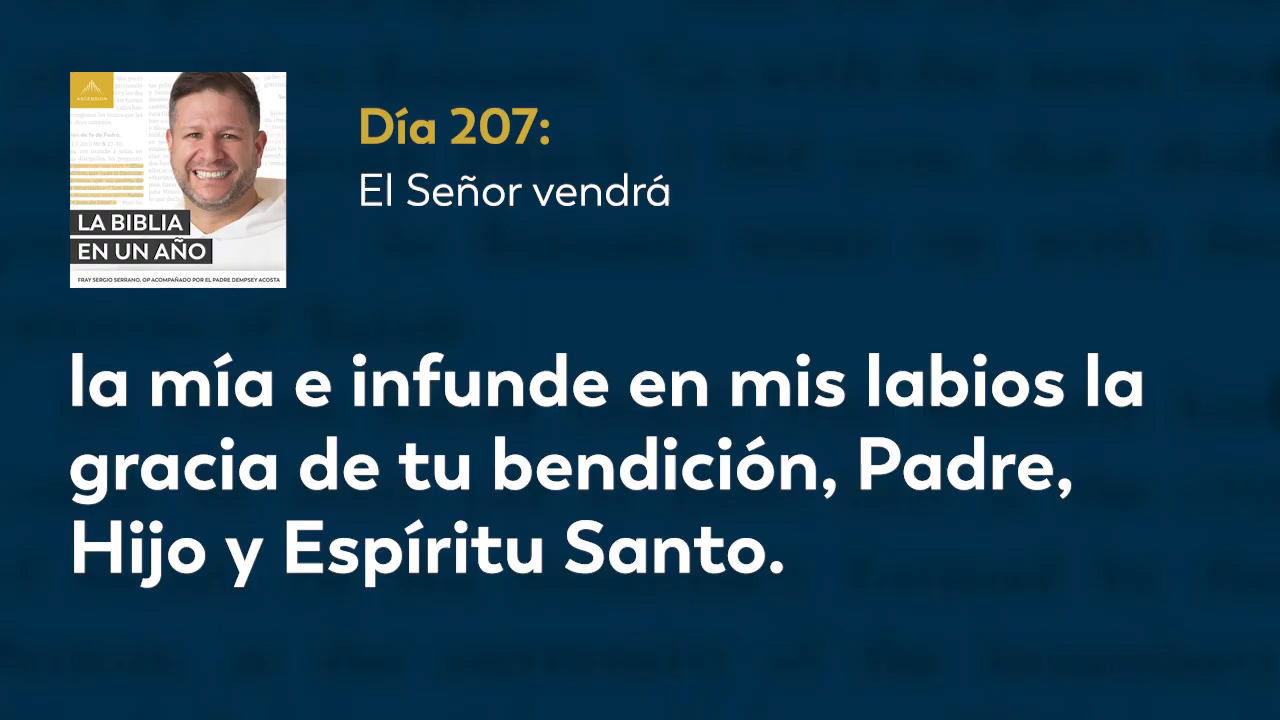 ASCENSION
LA BIBLIA
EN UN AÑO
FRAY SERGIO SERRANO, OP ACOMPAÑADO POR EL PADRE DEMPSEY ACOSTA
Día 207:
El Señor vendrá
la mía e infunde en mis labios la
gracia de tu bendición, Padre,
Hijo y Espíritu Santo.